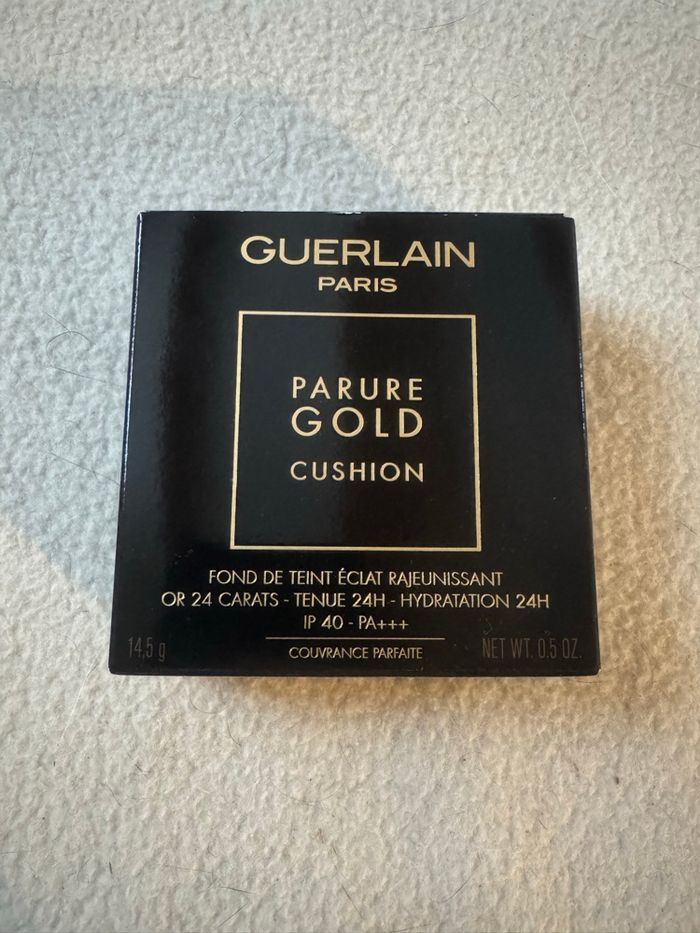 GUERLAIN
PARIS
PARURE
GOLD
CUSHION
FOND DE TEINT ÉCLAT RAJEUNISSANT
OR 24 CARATS - TENUE 24H - HYDRATATION 24H
IP 40 - PA+++
14,5 g
COUVRANCE PARFAITE
NET WT. 0.5 OZ.